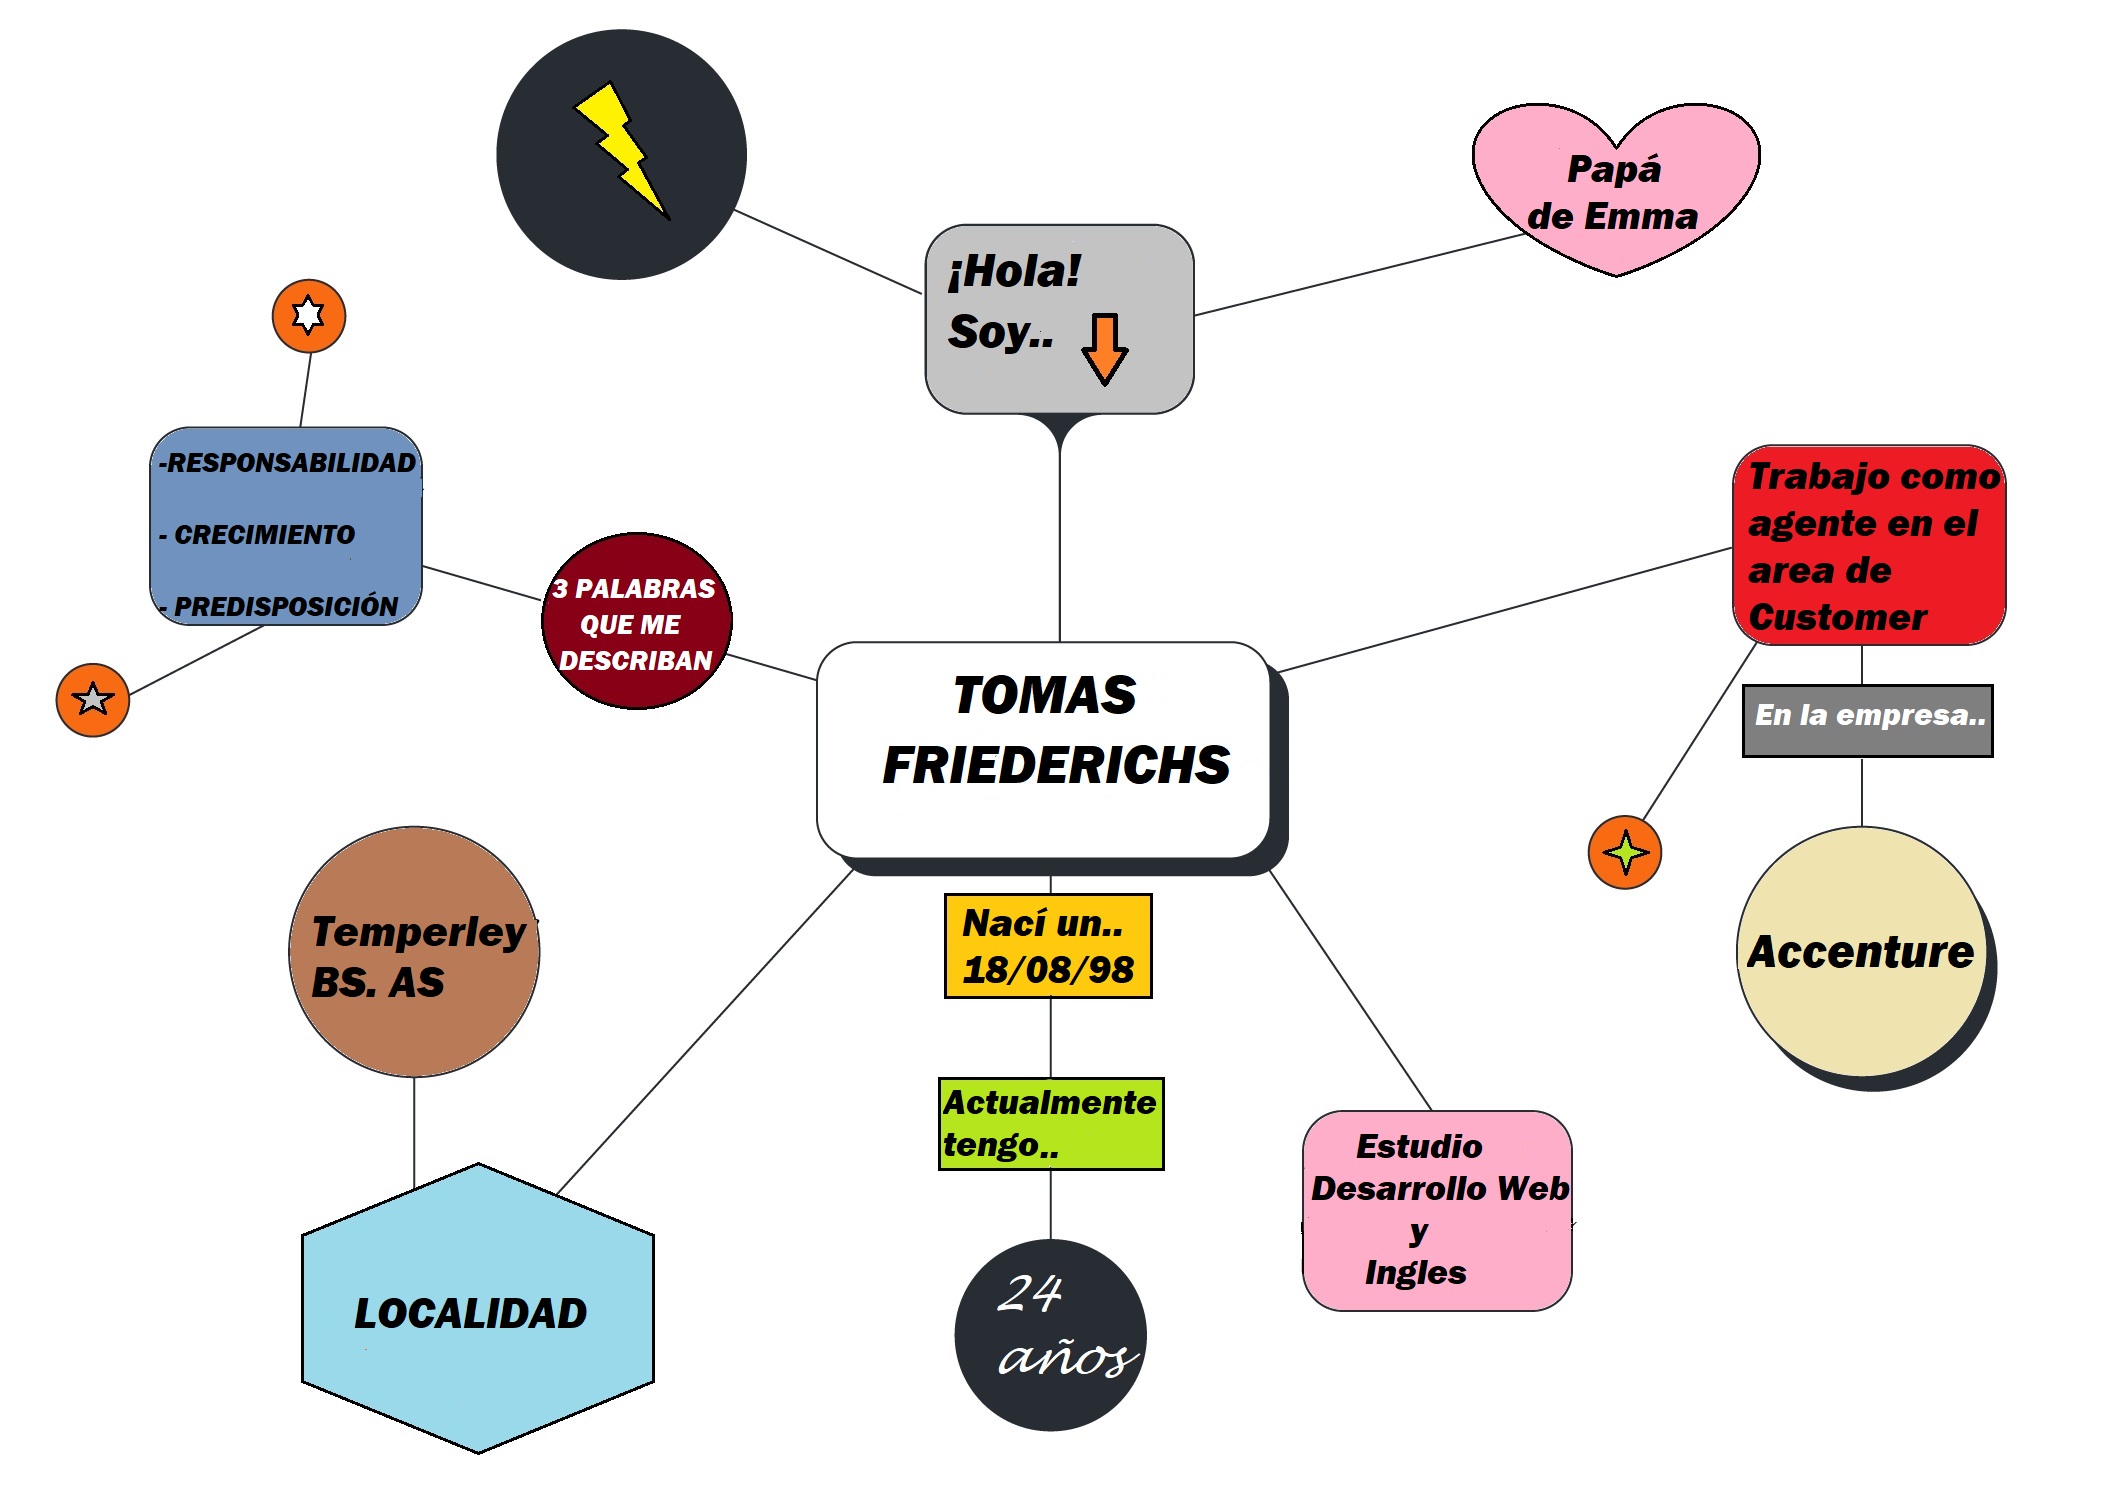 Papá
de Emma
¡Hola!
Soy..
-RESPONSABILIDAD
- CRECIMIENTO
- PREDISPOSICIÓN
3 PALABRAS
QUE ME
DESCRIBAN
Trabajo como
agente en el
area de
Customer
En la empresa..
Accenture
TOMAS
FRIEDERICHS
Temperley
BS. AS
LOCALIDAD
Nací un..
18/08/98
Actualmente
tengo..
24
años
Estudio
Desarrollo Web
y
Ingles